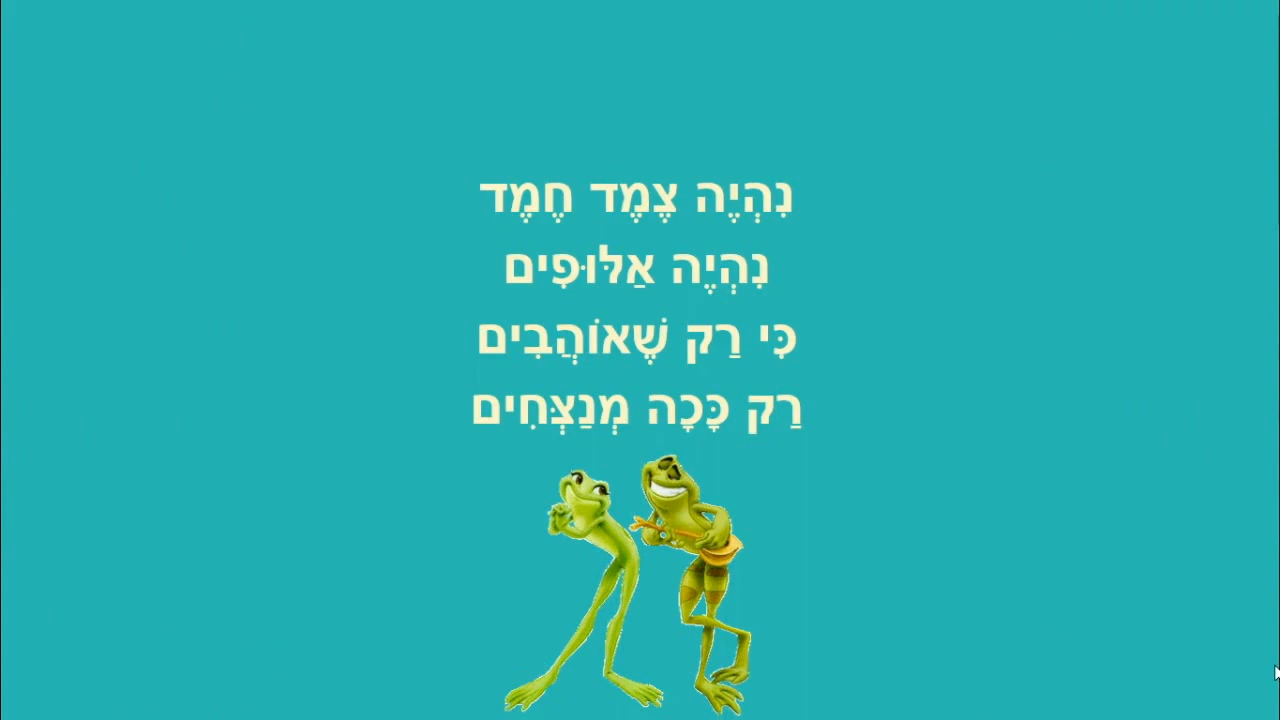 נִהְיֶה צֶמֶד חֶמֶד
נִהְיֶה אַלּוּפִים
כִּי רַק שֶׁאוֹהֲבִים
רַק כָּכָה מְנַצְּחִים